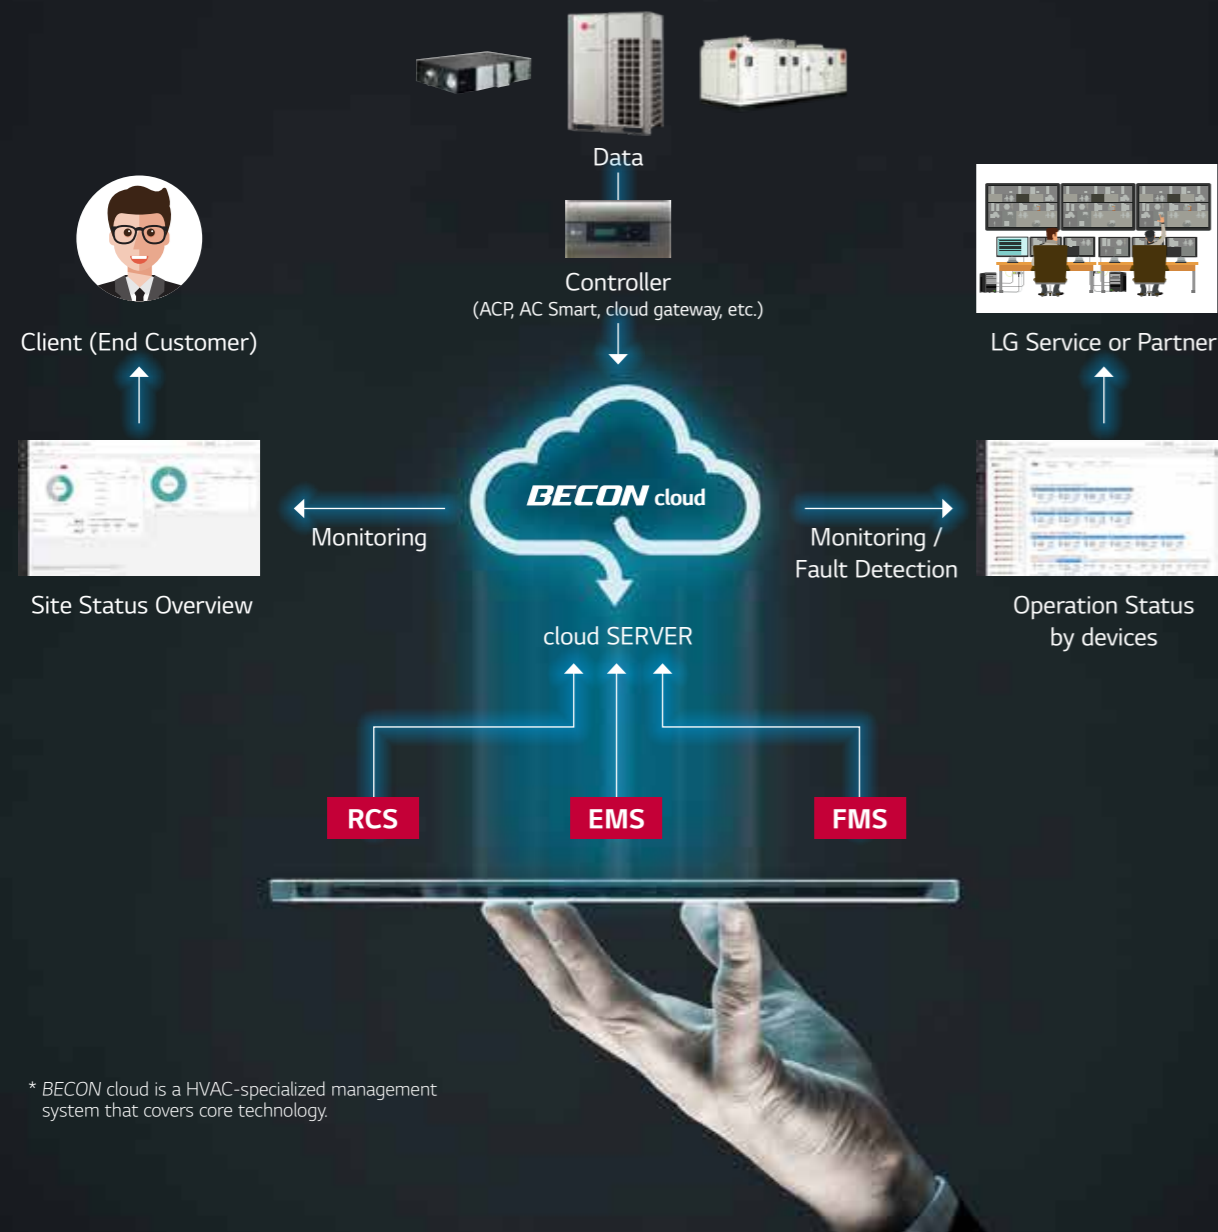 Data
Controller
(ACP, AC Smart, cloud gateway, etc.)
Client (End Customer)
LG Service or Partner
BECON cloud
Monitoring
Monitoring /
Fault Detection
Site Status Overview
Operation Status
by devices
cloud SERVER
RCS
EMS
FMS
* BECON cloud is a HVAC-specialized management
system that covers core technology.